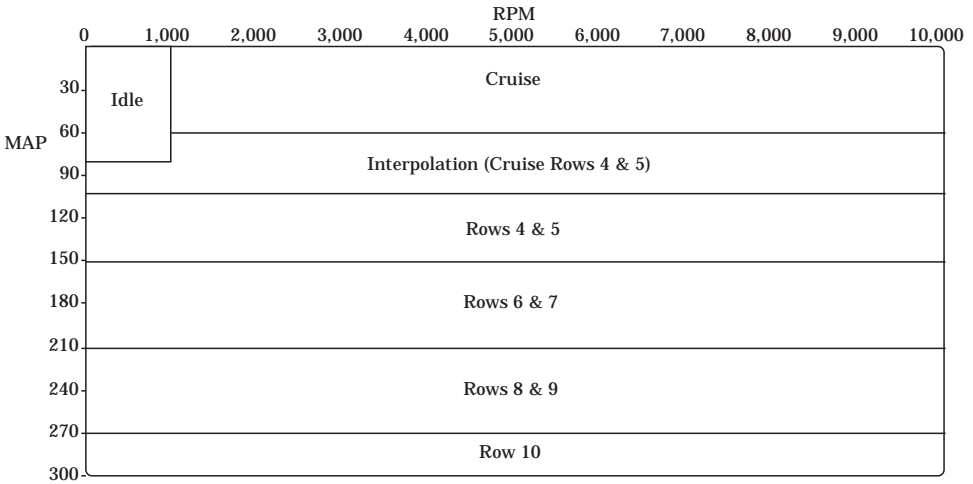 RPM
0 1,000 2,000 3,000 4,000 5,000 6,000 7,000 8,000 9,000 10,000
30
Idle
Cruise
MAP
60
Interpolation (Cruise Rows 4 & 5)
90
120
Rows 4 & 5
150
180
Rows 6 & 7
210
240
Rows 8 & 9
270
Row 10
300